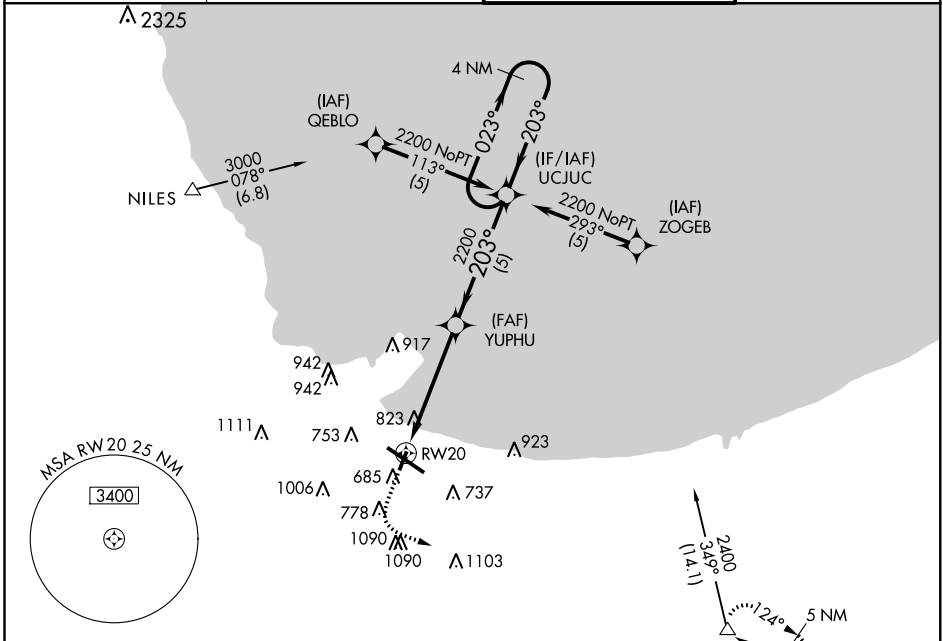 2325
4 NM
023°
203°
(IAF)
QEBLO
2200 NoPT
113°
(5)
3000
078°
(6.8)
NILES
(IF/IAF)
UCJUC
2200 NoPT
293°
(5)
(IAF)
ZOGEB
2200
203°
(5)
(FAF)
YUPHU
917
942
942
823
1111
753
923
RW20
MSA RW20 25 NM
3400
685
1006
737
778
1090
1090
1103
2400
349°
(14.1)
124°
5 NM